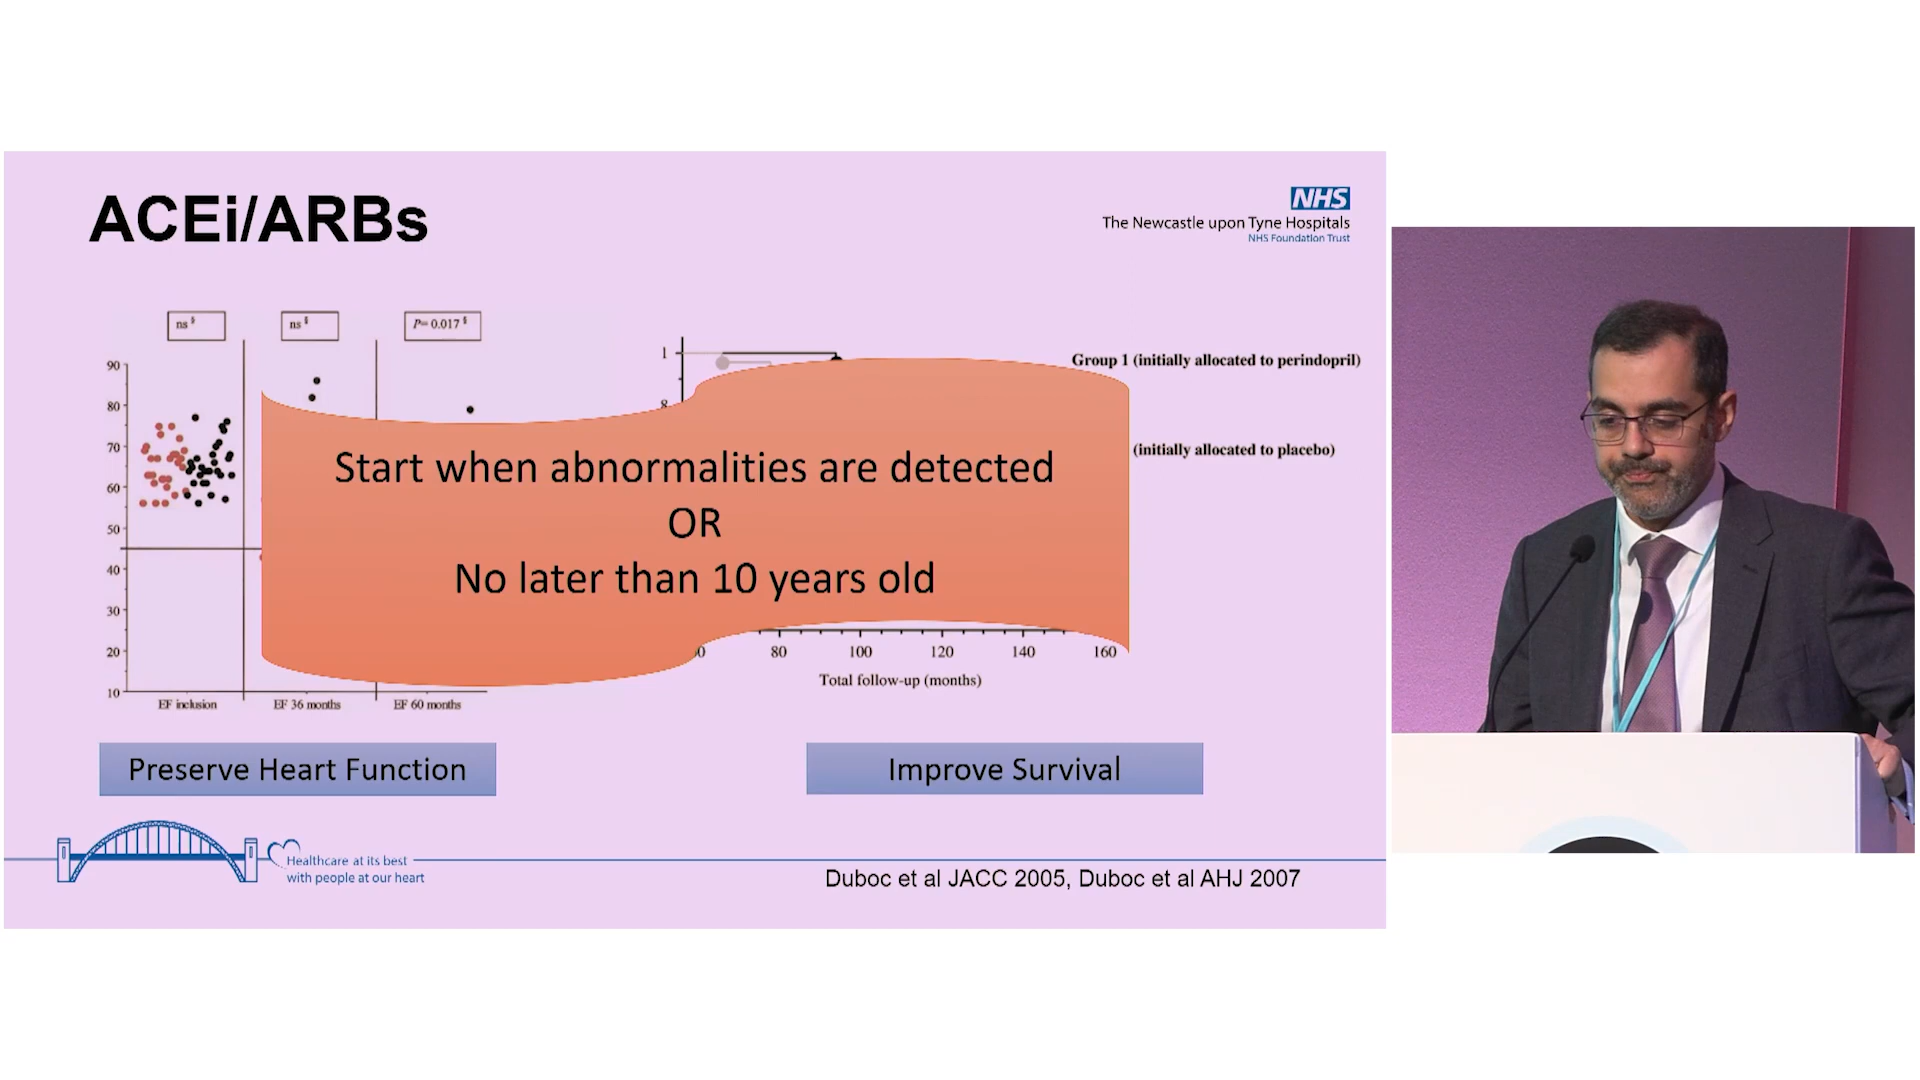 ACEi/ARBs
NHS
The Newcastle upon Tyne Hospitals
NHS Foundation Trust
ns §
ns §
P= 0.017 §
90
80
70
60
50
40
30
20
10
EF inclusion
EF 36 months
EF 60 months
1
Group 1 (initially allocated to perindopril)
(initially allocated to placebo)
80
100
120
140
160
Total follow-up (months)
Start when abnormalities are detected
OR
No later than 10 years old
Preserve Heart Function
Improve Survival
Healthcare at its best
with people at our heart
Duboc et al JACC 2005, Duboc et al AHJ 2007